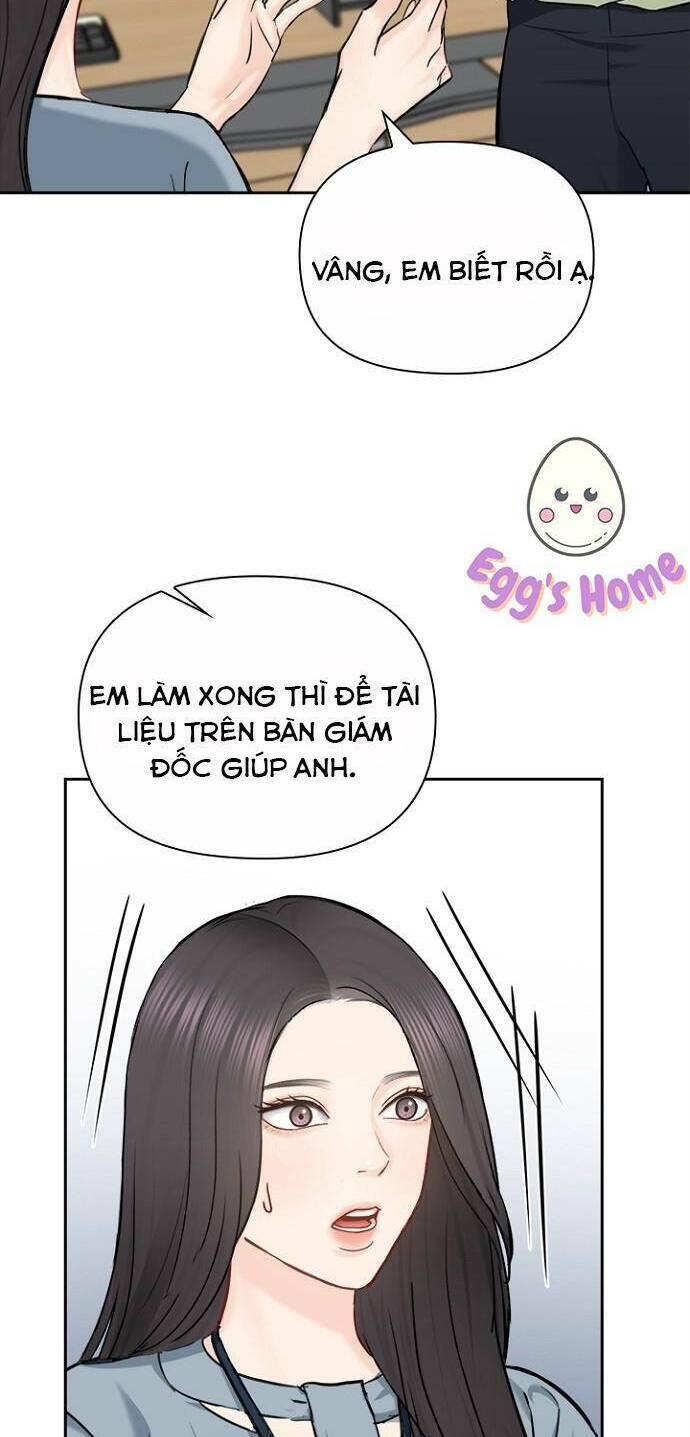 VÂNG, EM BIẾT RỒI Ạ.
Egg's Home
EM LÀM XONG THÌ ĐỂ TÀI
LIỆU TRÊN BÀN GIÁM
ĐỐC GIÚP ANH.